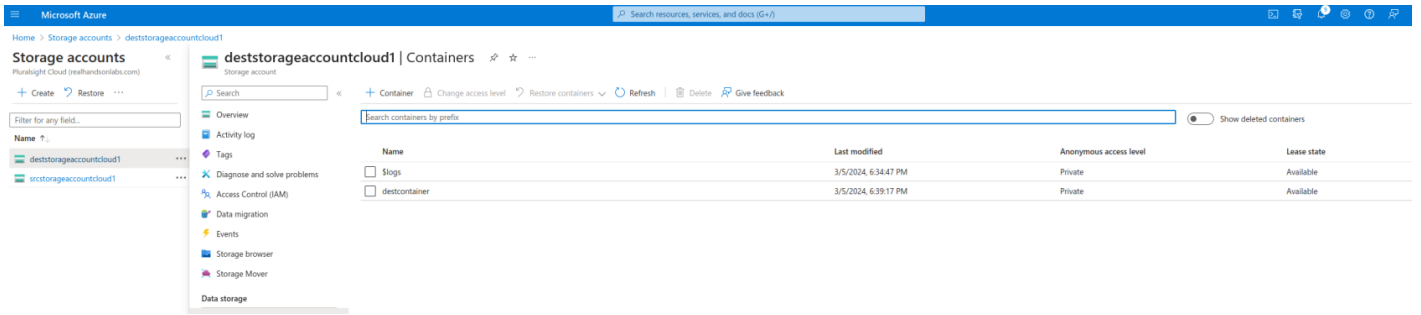 Microsoft Azure
Search resources, services, and docs (G+/)
Home > Storage accounts > deststorageaccountcloud1
Storage accounts
Pluralsight Cloud (realhandsonlabs.com)
+ Create Restore ...
Filter for any field...
Name ↑↓
deststorageaccountcloud1 ...
srcstorageaccountcloud1 ...
deststorageaccountcloud1 | Containers ...
Storage account
Search
Overview
Activity log
Tags
Diagnose and solve problems
Access Control (IAM)
Data migration
Events
Storage browser
Storage Mover
Data storage
+ Container Change access level Restore containers Refresh Delete Give feedback
Search containers by prefix
Show deleted containers
Name Last modified Anonymous access level Lease state
$logs 3/5/2024, 6:34:47 PM Private Available
destcontainer 3/5/2024, 6:39:17 PM Private Available